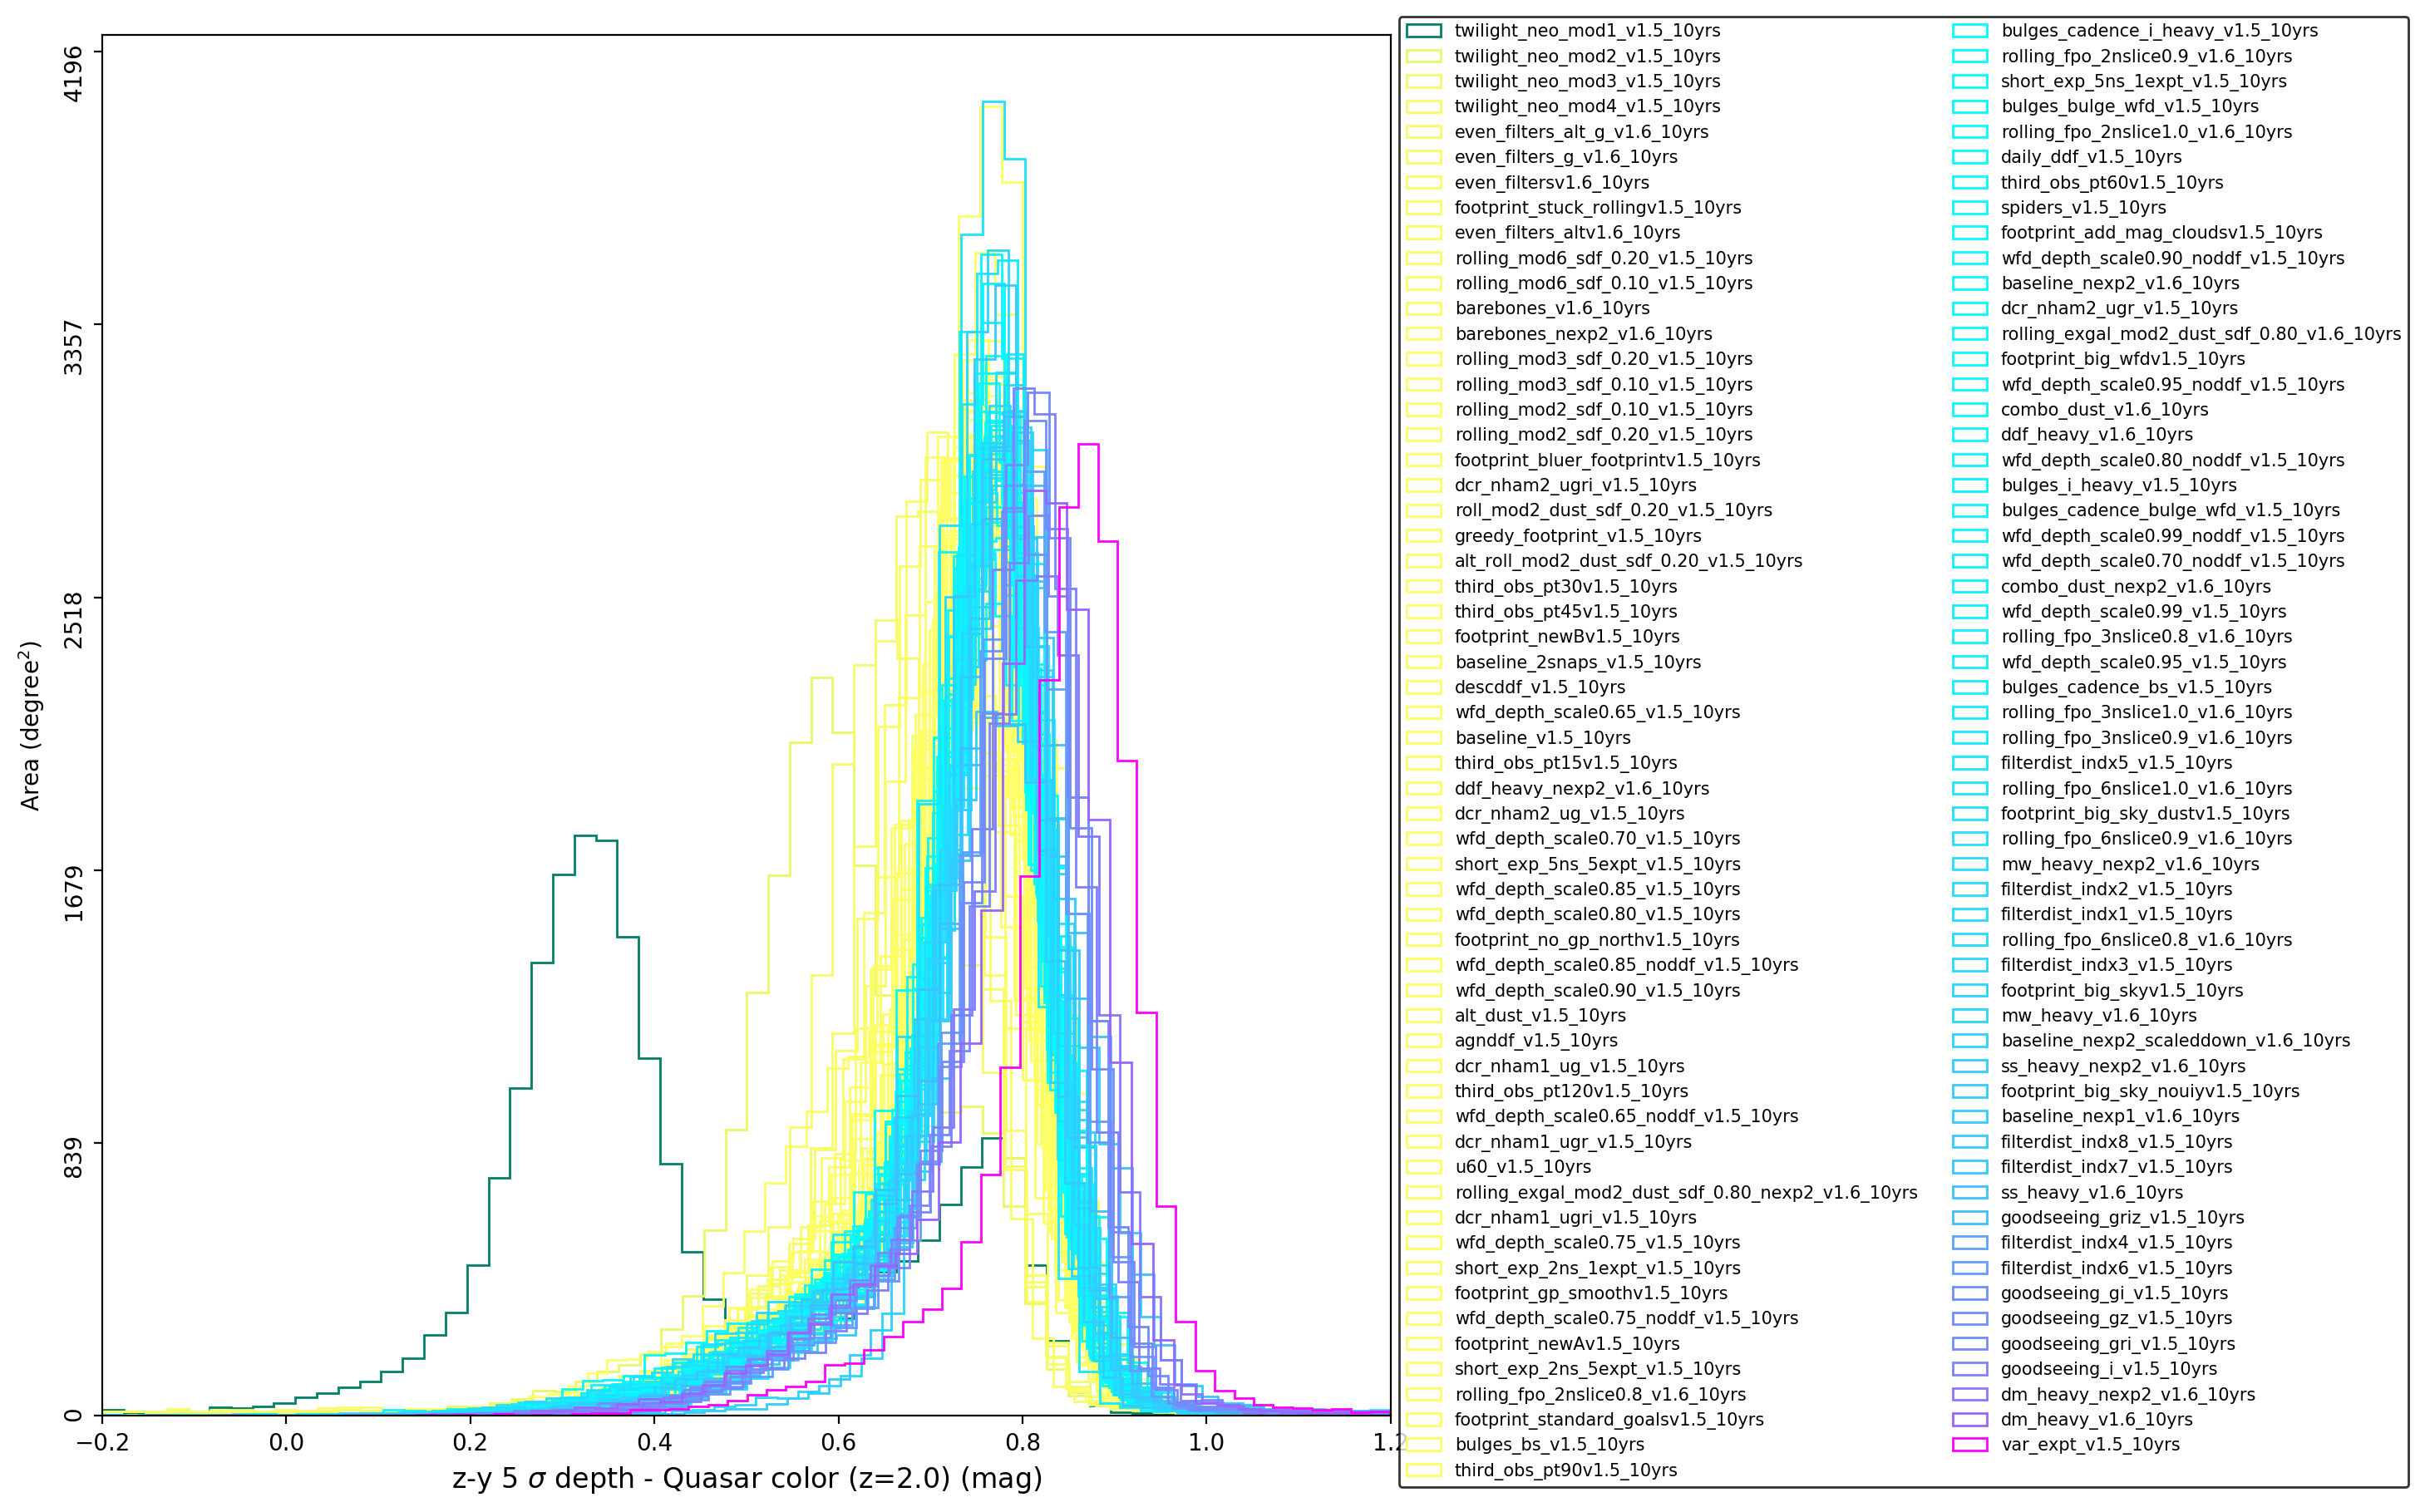 4196
3357
2518
1679
839
0
Area (degree²)
−0.2 0.0 0.2 0.4 0.6 0.8 1.0 1.2
z-y 5 σ depth - Quasar color (z=2.0) (mag)
twilight_neo_mod1_v1.5_10yrs
twilight_neo_mod2_v1.5_10yrs
twilight_neo_mod3_v1.5_10yrs
twilight_neo_mod4_v1.5_10yrs
even_filters_alt_g_v1.6_10yrs
even_filters_g_v1.6_10yrs
even_filtersv1.6_10yrs
footprint_stuck_rollingv1.5_10yrs
even_filters_altv1.6_10yrs
rolling_mod6_sdf_0.20_v1.5_10yrs
rolling_mod6_sdf_0.10_v1.5_10yrs
barebones_v1.6_10yrs
barebones_nexp2_v1.6_10yrs
rolling_mod3_sdf_0.20_v1.5_10yrs
rolling_mod3_sdf_0.10_v1.5_10yrs
rolling_mod2_sdf_0.10_v1.5_10yrs
rolling_mod2_sdf_0.20_v1.5_10yrs
footprint_bluer_footprintv1.5_10yrs
dcr_nham2_ugri_v1.5_10yrs
roll_mod2_dust_sdf_0.20_v1.5_10yrs
greedy_footprint_v1.5_10yrs
alt_roll_mod2_dust_sdf_0.20_v1.5_10yrs
third_obs_pt30v1.5_10yrs
third_obs_pt45v1.5_10yrs
footprint_newBv1.5_10yrs
baseline_2snaps_v1.5_10yrs
descddf_v1.5_10yrs
wfd_depth_scale0.65_v1.5_10yrs
baseline_v1.5_10yrs
third_obs_pt15v1.5_10yrs
ddf_heavy_nexp2_v1.6_10yrs
dcr_nham2_ug_v1.5_10yrs
wfd_depth_scale0.70_v1.5_10yrs
short_exp_5ns_5expt_v1.5_10yrs
wfd_depth_scale0.85_v1.5_10yrs
wfd_depth_scale0.80_v1.5_10yrs
footprint_no_gp_northv1.5_10yrs
wfd_depth_scale0.85_noddf_v1.5_10yrs
wfd_depth_scale0.90_v1.5_10yrs
alt_dust_v1.5_10yrs
agnddf_v1.5_10yrs
dcr_nham1_ug_v1.5_10yrs
third_obs_pt120v1.5_10yrs
wfd_depth_scale0.65_noddf_v1.5_10yrs
dcr_nham1_ugr_v1.5_10yrs
u60_v1.5_10yrs
rolling_exgal_mod2_dust_sdf_0.80_nexp2_v1.6_10yrs
dcr_nham1_ugri_v1.5_10yrs
wfd_depth_scale0.75_v1.5_10yrs
short_exp_2ns_1expt_v1.5_10yrs
footprint_gp_smoothv1.5_10yrs
wfd_depth_scale0.75_noddf_v1.5_10yrs
footprint_newAv1.5_10yrs
short_exp_2ns_5expt_v1.5_10yrs
rolling_fpo_2nslice0.8_v1.6_10yrs
footprint_standard_goalsv1.5_10yrs
bulges_bs_v1.5_10yrs
third_obs_pt90v1.5_10yrs
bulges_cadence_i_heavy_v1.5_10yrs
rolling_fpo_2nslice0.9_v1.6_10yrs
short_exp_5ns_1expt_v1.5_10yrs
bulges_bulge_wfd_v1.5_10yrs
rolling_fpo_2nslice1.0_v1.6_10yrs
daily_ddf_v1.5_10yrs
third_obs_pt60v1.5_10yrs
spiders_v1.5_10yrs
footprint_add_mag_cloudsv1.5_10yrs
wfd_depth_scale0.90_noddf_v1.5_10yrs
baseline_nexp2_v1.6_10yrs
dcr_nham2_ugr_v1.5_10yrs
rolling_exgal_mod2_dust_sdf_0.80_v1.6_10yrs
footprint_big_wfdv1.5_10yrs
wfd_depth_scale0.95_noddf_v1.5_10yrs
combo_dust_v1.6_10yrs
ddf_heavy_v1.6_10yrs
wfd_depth_scale0.80_noddf_v1.5_10yrs
bulges_i_heavy_v1.5_10yrs
bulges_cadence_bulge_wfd_v1.5_10yrs
wfd_depth_scale0.99_noddf_v1.5_10yrs
wfd_depth_scale0.70_noddf_v1.5_10yrs
combo_dust_nexp2_v1.6_10yrs
wfd_depth_scale0.99_v1.5_10yrs
rolling_fpo_3nslice0.8_v1.6_10yrs
wfd_depth_scale0.95_v1.5_10yrs
bulges_cadence_bs_v1.5_10yrs
rolling_fpo_3nslice1.0_v1.6_10yrs
rolling_fpo_3nslice0.9_v1.6_10yrs
filterdist_indx5_v1.5_10yrs
rolling_fpo_6nslice1.0_v1.6_10yrs
footprint_big_sky_dustv1.5_10yrs
rolling_fpo_6nslice0.9_v1.6_10yrs
mw_heavy_nexp2_v1.6_10yrs
filterdist_indx2_v1.5_10yrs
filterdist_indx1_v1.5_10yrs
rolling_fpo_6nslice0.8_v1.6_10yrs
filterdist_indx3_v1.5_10yrs
footprint_big_skyv1.5_10yrs
mw_heavy_v1.6_10yrs
baseline_nexp2_scaleddown_v1.6_10yrs
ss_heavy_nexp2_v1.6_10yrs
footprint_big_sky_nouiyv1.5_10yrs
baseline_nexp1_v1.6_10yrs
filterdist_indx8_v1.5_10yrs
filterdist_indx7_v1.5_10yrs
ss_heavy_v1.6_10yrs
goodseeing_griz_v1.5_10yrs
filterdist_indx4_v1.5_10yrs
filterdist_indx6_v1.5_10yrs
goodseeing_gi_v1.5_10yrs
goodseeing_gz_v1.5_10yrs
goodseeing_gri_v1.5_10yrs
goodseeing_i_v1.5_10yrs
dm_heavy_nexp2_v1.6_10yrs
dm_heavy_v1.6_10yrs
var_expt_v1.5_10yrs